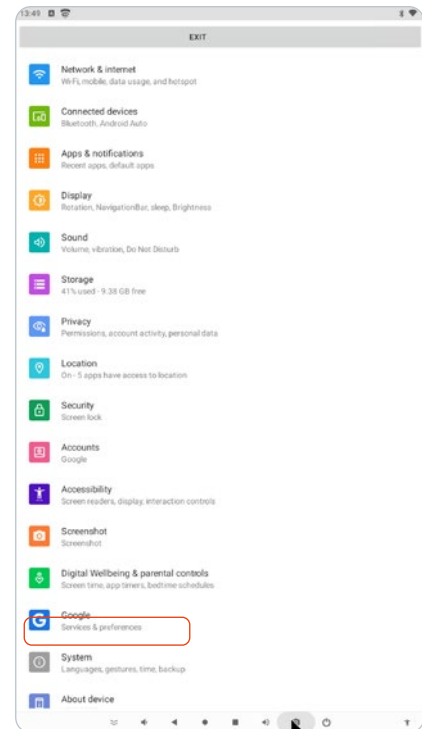 13:49
EXIT
Network & internet
Wi-Fi, mobile, data usage, and hotspot
Connected devices
Bluetooth, Android Auto
Apps & notifications
Recent apps, default apps
Display
Rotation, NavigationBar, sleep, Brightness
Sound
Volume, vibration, Do Not Disturb
Storage
41% used - 9.38 GB free
Privacy
Permissions, account activity, personal data
Location
On - 5 apps have access to location
Security
Screen lock
Accounts
Google
Accessibility
Screen readers, display, interaction controls
Screenshot
Screenshot
Digital Wellbeing & parental controls
Screen time, app timers, bedtime schedules
Google
Services & preferences
System
Languages, gestures, time, backup
About device